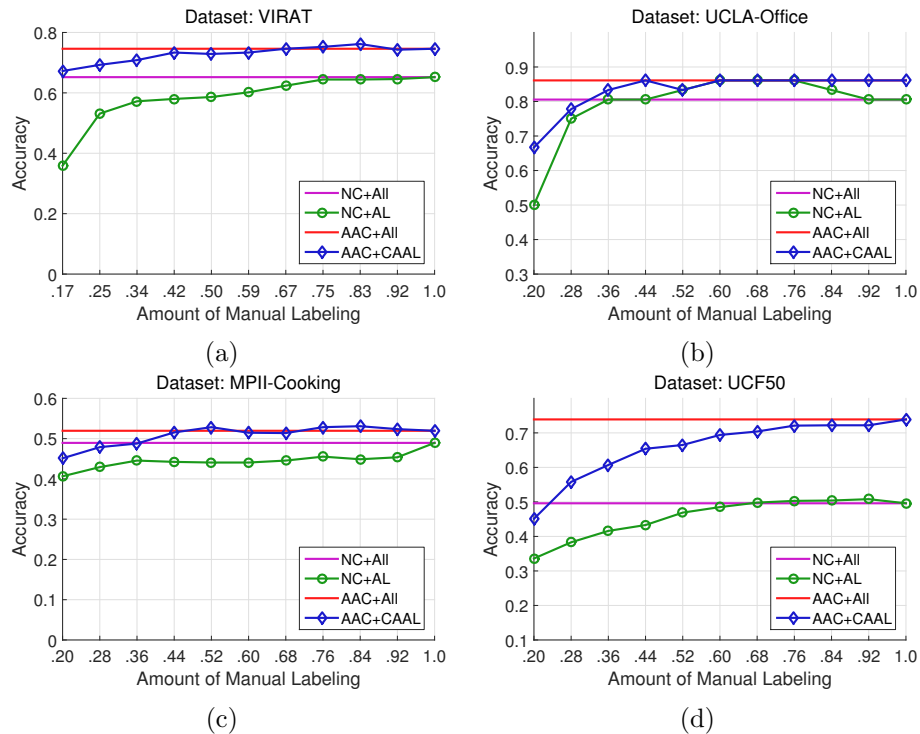 Dataset: VIRAT
0.8
0.6
0.4
0.2
0
Accuracy
NC+All
NC+AL
AAC+All
AAC+CAAL
.17 .25 .34 .42 .50 .59 .67 .75 .84 .92 1.0
Amount of Manual Labeling
(a)
Dataset: UCLA-Office
0.9
0.8
0.7
0.6
0.5
0.4
0.3
Accuracy
NC+All
NC+AL
AAC+All
AAC+CAAL
.20 .28 .36 .44 .52 .60 .68 .76 .84 .92 1.0
Amount of Manual Labeling
(b)
Dataset: MPII-Cooking
0.6
0.5
0.4
0.3
0.2
0.1
0
Accuracy
NC+All
NC+AL
AAC+All
AAC+CAAL
.20 .28 .36 .44 .52 .60 .68 .76 .84 .92 1.0
Amount of Manual Labeling
(c)
Dataset: UCF50
0.7
0.6
0.5
0.4
0.3
0.2
0.1
Accuracy
NC+All
NC+AL
AAC+All
AAC+CAAL
.20 .28 .36 .44 .52 .60 .68 .76 .84 .92 1.0
Amount of Manual Labeling
(d)